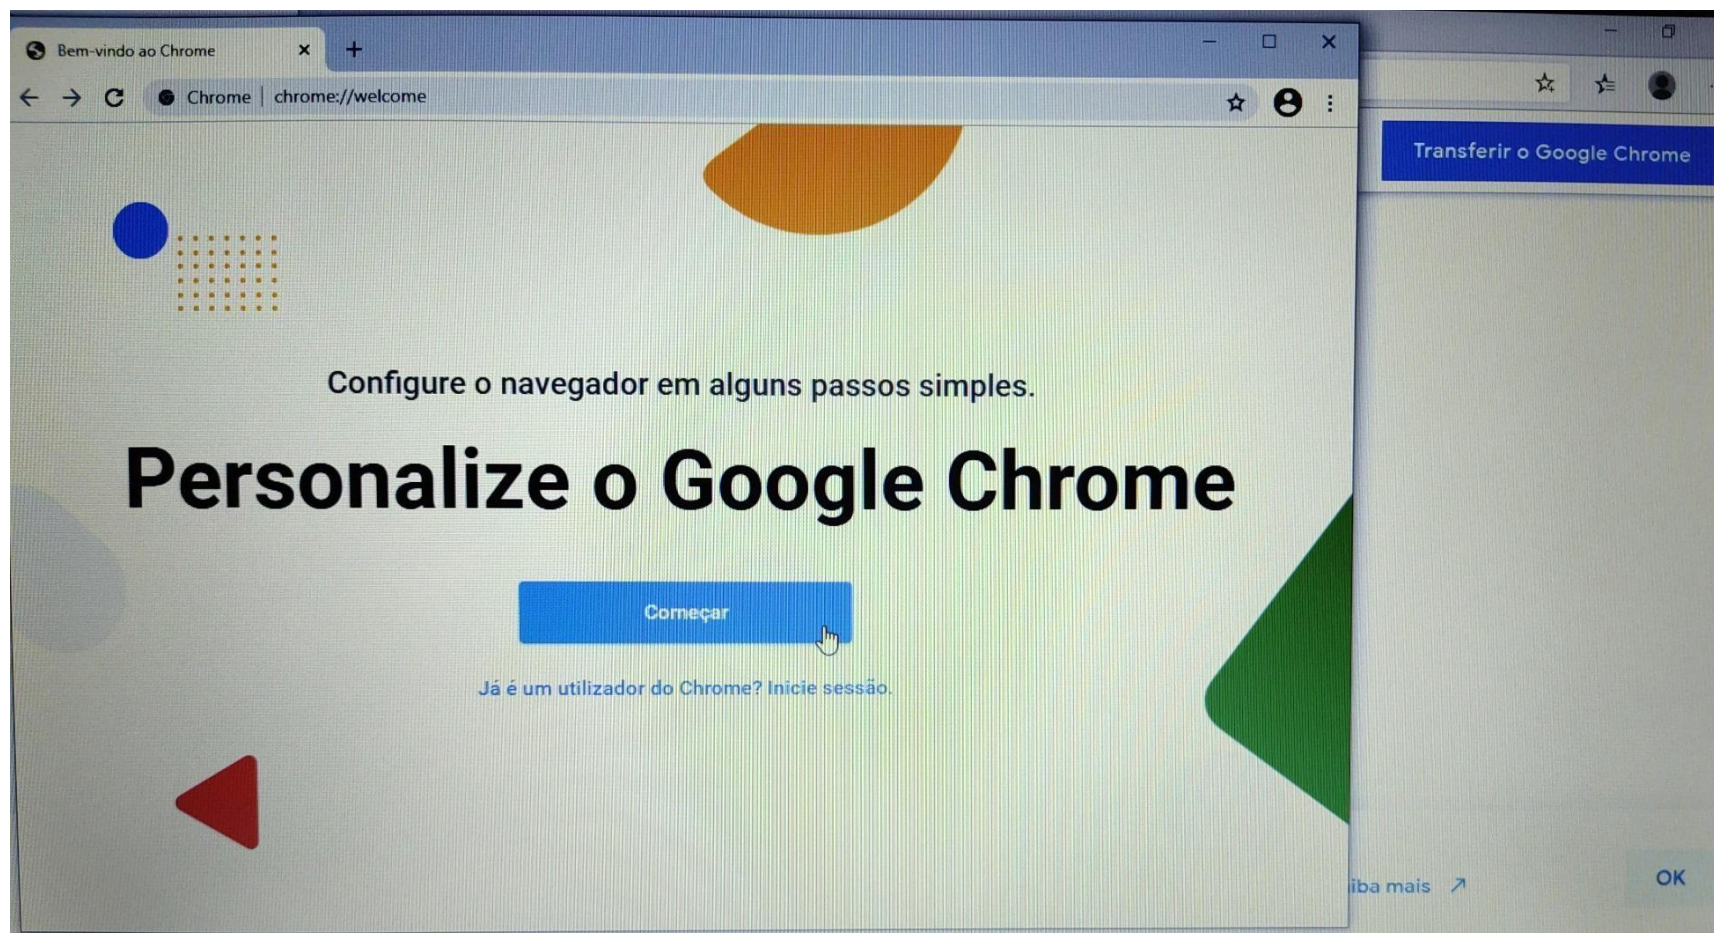 Bem-vindo ao Chrome
Chrome | chrome://welcome
Transferir o Google Chrome
Configure o navegador em alguns passos simples.
Personalize o Google Chrome
Começar
Já é um utilizador do Chrome? Inicie sessão.
iba mais
OK